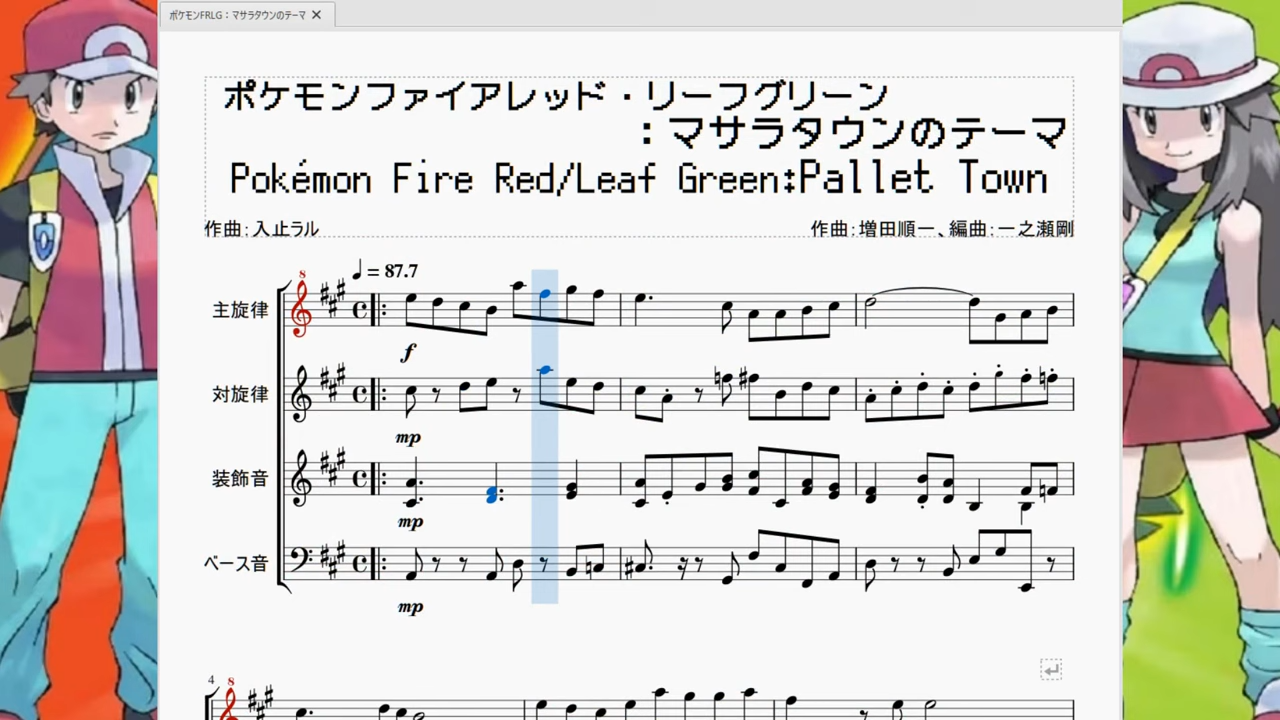 ポケモンFRLG：マサラタウンのテーマ ✕
ポケモンファイアレッド・リーフグリーン
：マサラタウンのテーマ
Pokémon Fire Red/Leaf Green:Pallet Town
作曲：入止ラル
作曲：増田順一、編曲：一之瀬剛
♩ = 87.7
8
主旋律
f
対旋律
mp
装飾音
mp
ベース音
mp
4
8